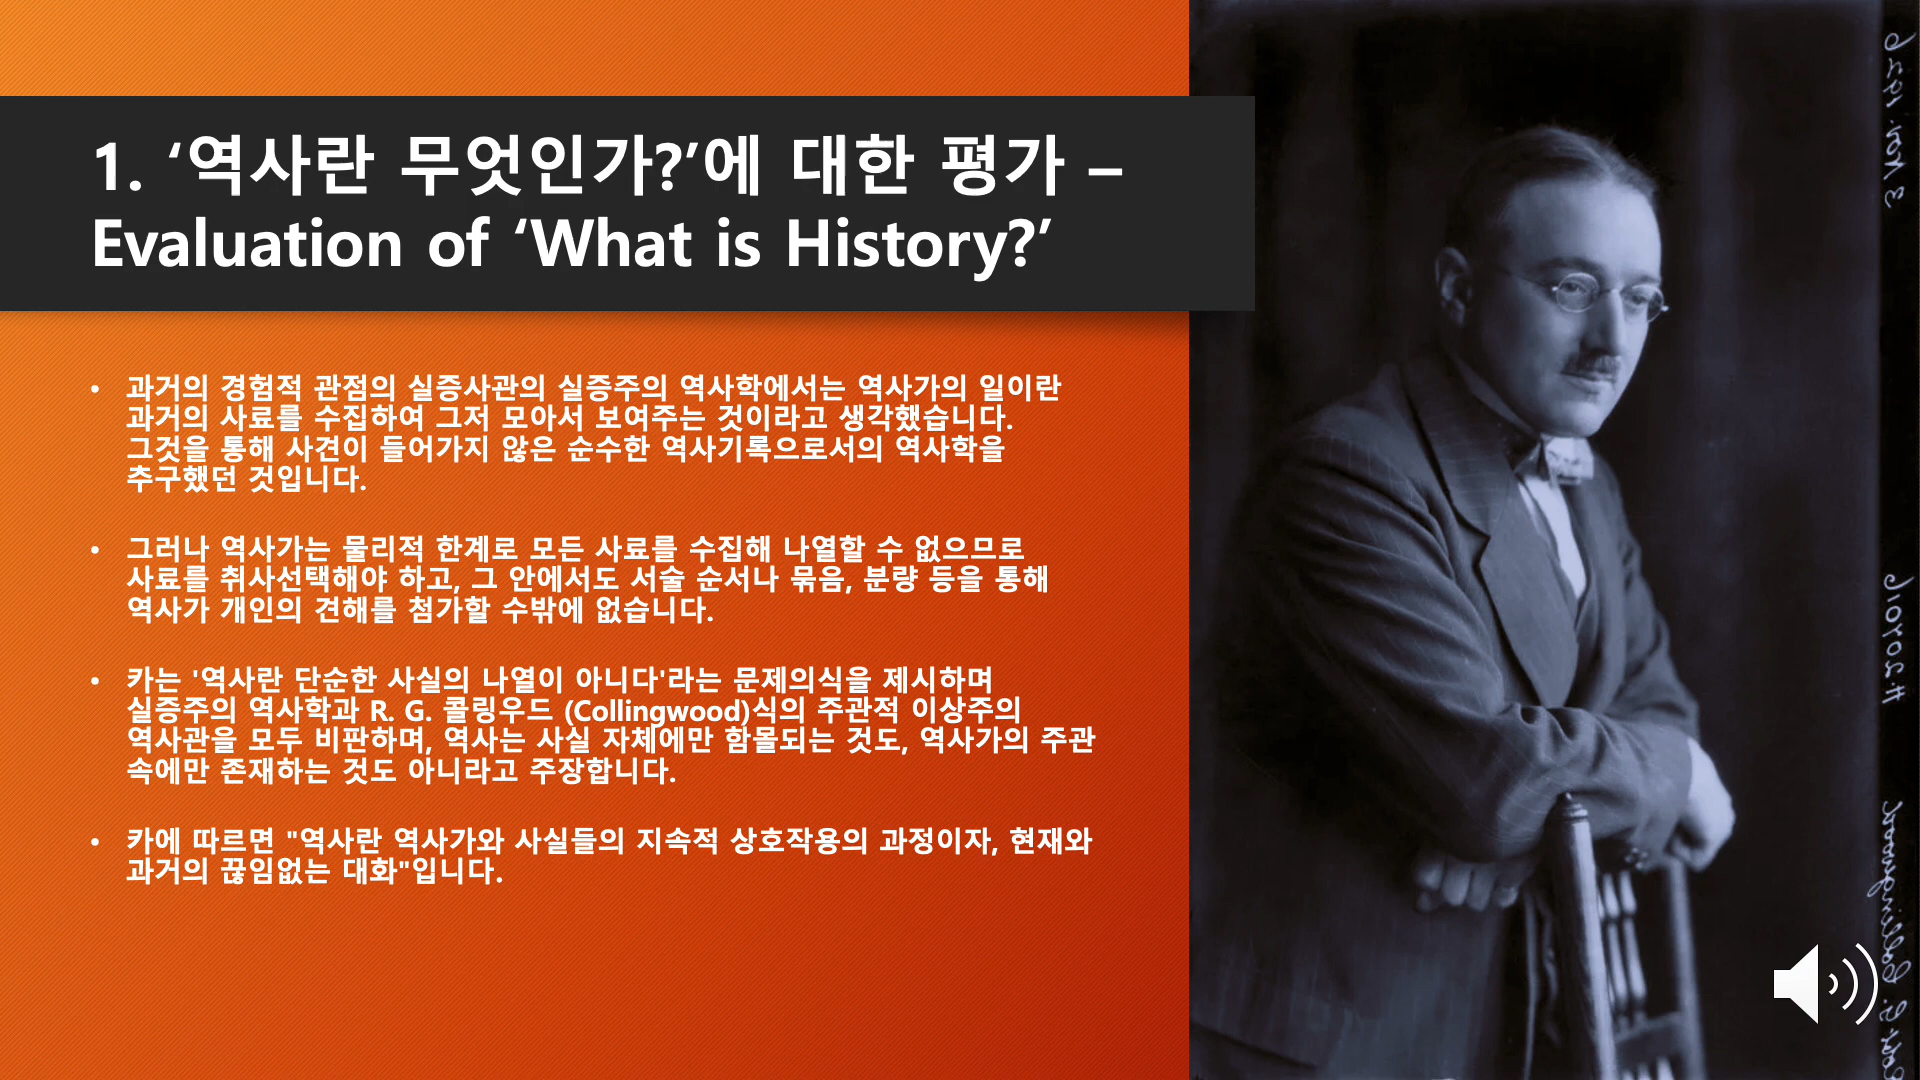 1. ‘역사란 무엇인가?’에 대한 평가 –
Evaluation of ‘What is History?’
• 과거의 경험적 관점의 실증사관의 실증주의 역사학에서는 역사가의 일이란
과거의 사료를 수집하여 그저 모아서 보여주는 것이라고 생각했습니다.
그것을 통해 사견이 들어가지 않은 순수한 역사기록으로서의 역사학을
추구했던 것입니다.
• 그러나 역사가는 물리적 한계로 모든 사료를 수집해 나열할 수 없으므로
사료를 취사선택해야 하고, 그 안에서도 서술 순서나 묶음, 분량 등을 통해
역사가 개인의 견해를 첨가할 수밖에 없습니다.
• 카는 '역사란 단순한 사실의 나열이 아니다'라는 문제의식을 제시하며
실증주의 역사학과 R. G. 콜링우드 (Collingwood)식의 주관적 이상주의
역사관을 모두 비판하며, 역사는 사실 자체에만 함몰되는 것도, 역사가의 주관
속에만 존재하는 것도 아니라고 주장합니다.
• 카에 따르면 "역사란 역사가와 사실들의 지속적 상호작용의 과정이자, 현재와
과거의 끊임없는 대화"입니다.